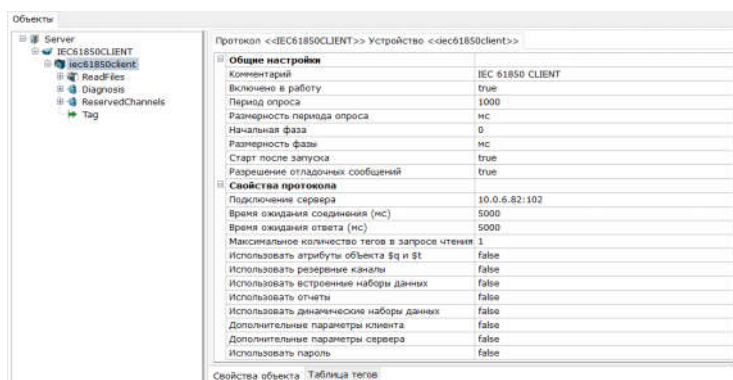 Объекты
Server
IEC61850CLIENT
iec61850client
ReadFiles
Diagnosis
ReservedChannels
Tag
Протокол <<IEC61850CLIENT>> Устройство <<iec61850client>>
Общие настройки
Комментарий IEC 61850 CLIENT
Включено в работу true
Период опроса 1000
Размерность периода опроса мс
Начальная фаза 0
Размерность фазы мс
Старт после запуска true
Разрешение отладочных сообщений true
Свойства протокола
Подключение сервера 10.0.6.82:102
Время ожидания соединения (мс) 5000
Время ожидания ответа (мс) 5000
Максимальное количество тегов в запросе чтения 1
Использовать атрибуты объекта $q и $t false
Использовать резервные каналы false
Использовать встроенные наборы данных false
Использовать отчеты false
Использовать динамические наборы данных false
Дополнительные параметры клиента false
Дополнительные параметры сервера false
Использовать пароль false
Свойства объекта Таблица тегов